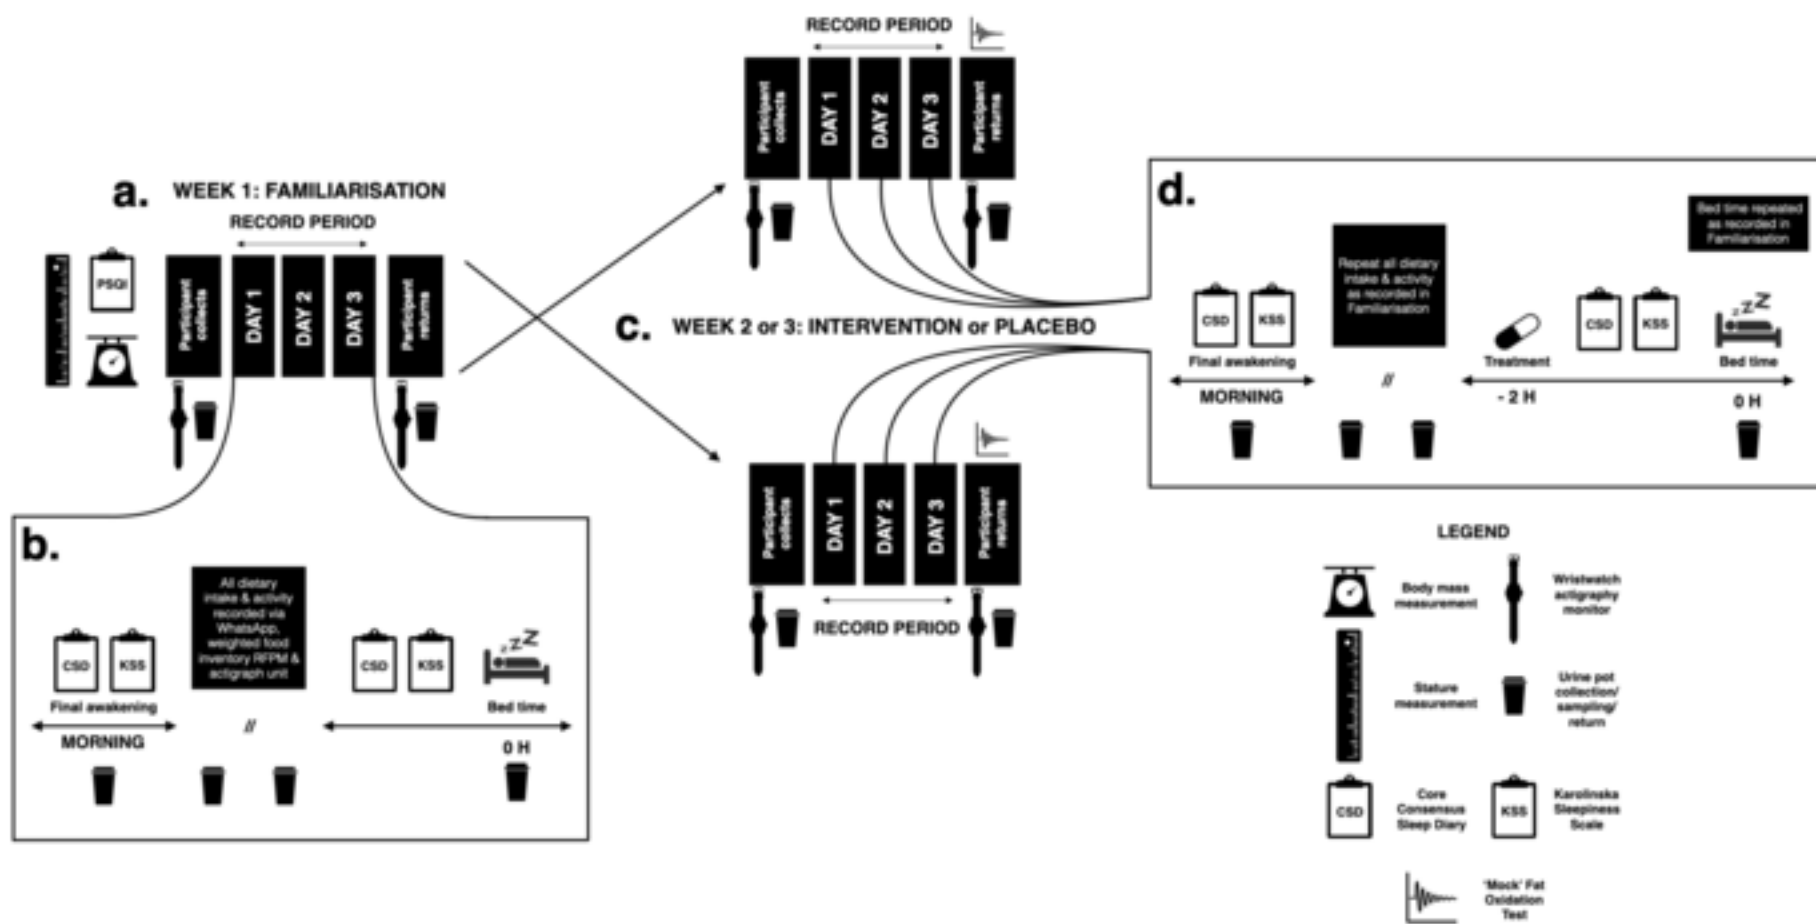 a.
WEEK 1: FAMILIARISATION
RECORD PERIOD
PSQI
Participant
collects
DAY 1
DAY 2
DAY 3
Participant
returns
b.
All dietary
intake & activity
recorded via
WhatsApp,
weighted food
inventory RFPM &
actigraph unit
CSD
KSS
Final awakening
MORNING
//
CSD
KSS
zZZ
Bed time
0 H
RECORD PERIOD
Participant
collects
DAY 1
DAY 2
DAY 3
Participant
returns
c.
WEEK 2 or 3: INTERVENTION or PLACEBO
Participant
collects
DAY 1
DAY 2
DAY 3
Participant
returns
RECORD PERIOD
d.
Bed time repeated
as recorded in
Familiarisation
Repeat all dietary
intake & activity
as recorded in
Familiarisation
CSD
KSS
Final awakening
MORNING
//
Treatment
- 2 H
CSD
KSS
zZZ
Bed time
0 H
LEGEND
Body mass
measurement
Wristwatch
actigraphy
monitor
Stature
measurement
Urine pot
collection/
sampling/
return
CSD
Core
Consensus
Sleep Diary
KSS
Karolinska
Sleepiness
Scale
'Mock' Fat
Oxidation
Test